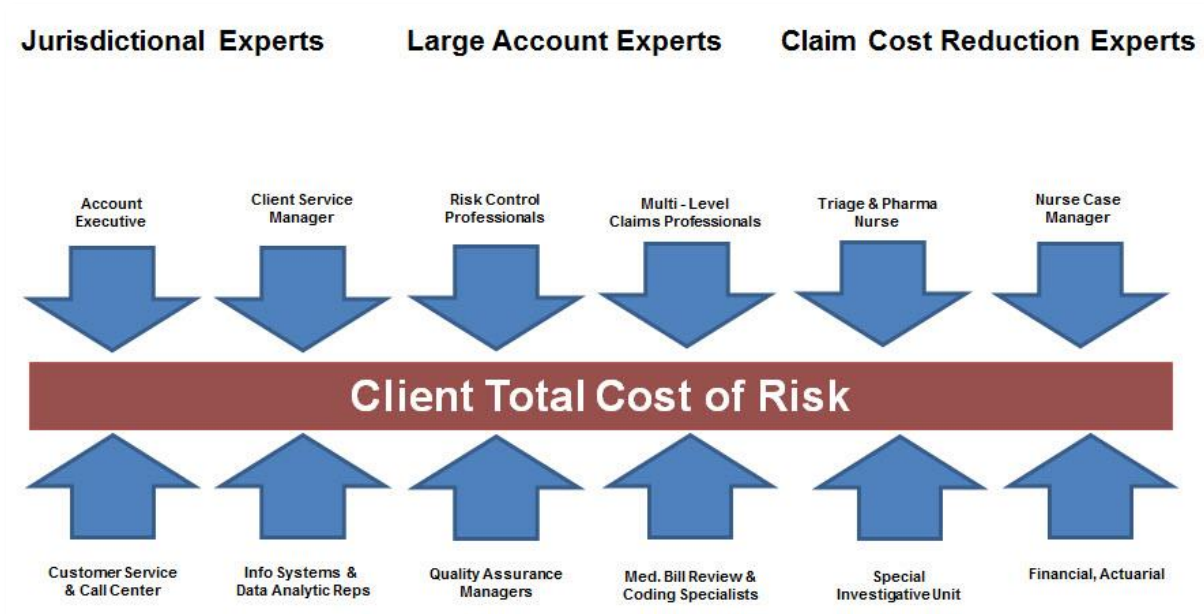 Jurisdictional Experts
Large Account Experts
Claim Cost Reduction Experts
Account
Executive
Client Service
Manager
Risk Control
Professionals
Multi - Level
Claims Professionals
Triage & Pharma
Nurse
Nurse Case
Manager
Client Total Cost of Risk
Customer Service
& Call Center
Info Systems &
Data Analytic Reps
Quality Assurance
Managers
Med. Bill Review &
Coding Specialists
Special
Investigative Unit
Financial, Actuarial